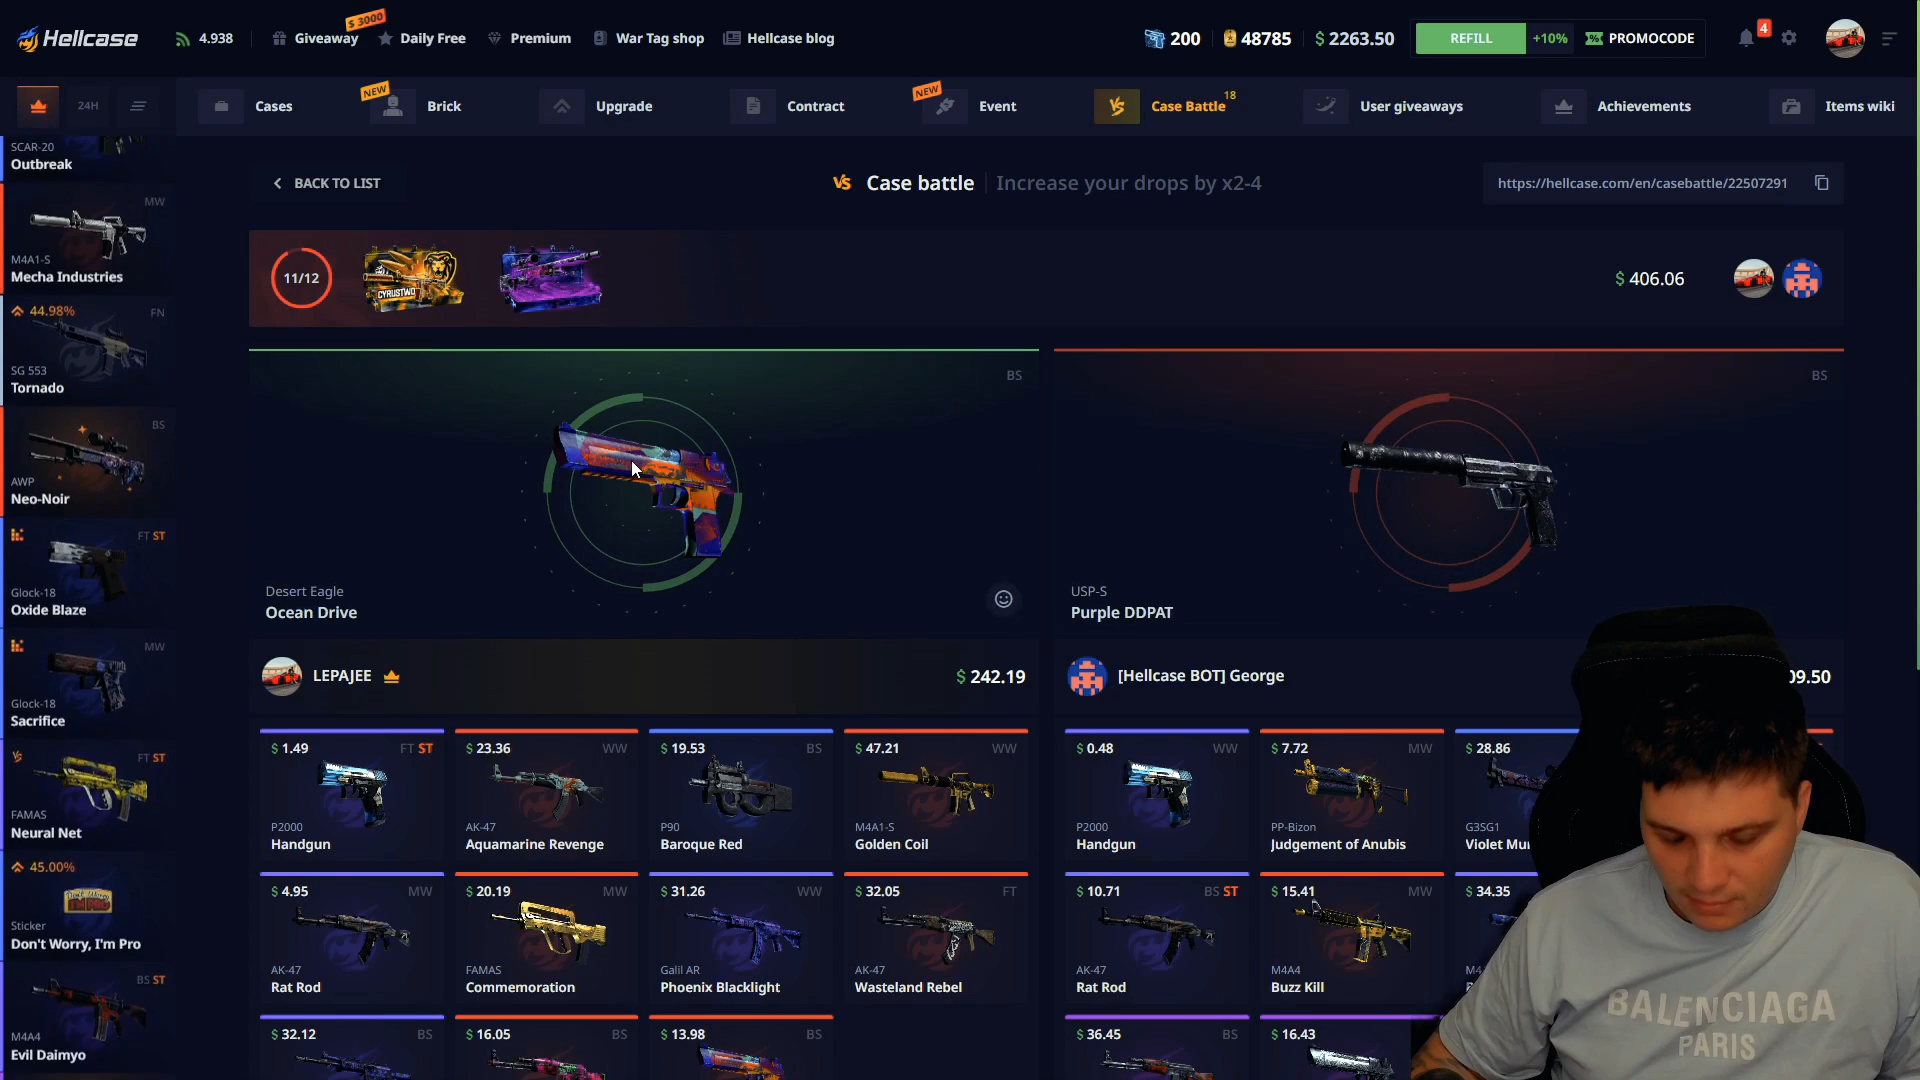 Hellcase
4.938
Giveaway
$ 3000
Daily Free
Premium
War Tag shop
Hellcase blog
200
48785
$ 2263.50
REFILL
+10%
PROMOCODE
4
24H
Cases
NEW
Brick
Upgrade
Contract
NEW
Event
VS
Case Battle 18
User giveaways
Achievements
Items wiki
SCAR-20
Outbreak
MW
M4A1-S
Mecha Industries
44.98%
FN
SG 553
Tornado
BS
AWP
Neo-Noir
FT ST
Glock-18
Oxide Blaze
MW
Glock-18
Sacrifice
VS
FT ST
FAMAS
Neural Net
45.00%
Sticker
Don't Worry, I'm Pro
BS ST
M4A4
Evil Daimyo
BACK TO LIST
VS Case battle | Increase your drops by x2-4
https://hellcase.com/en/casebattle/22507291
11/12
CYRUSTWO
$ 406.06
BS
Desert Eagle
Ocean Drive
BS
USP-S
Purple DDPAT
LEPAJEE
$ 242.19
[Hellcase BOT] George
09.50
$ 1.49 FT ST
P2000
Handgun
$ 23.36 WW
AK-47
Aquamarine Revenge
$ 19.53 BS
P90
Baroque Red
$ 47.21 WW
M4A1-S
Golden Coil
$ 0.48 WW
P2000
Handgun
$ 7.72 MW
PP-Bizon
Judgement of Anubis
$ 28.86
G3SG1
Violet Mu
$ 4.95 MW
AK-47
Rat Rod
$ 20.19 MW
FAMAS
Commemoration
$ 31.26 WW
Galil AR
Phoenix Blacklight
$ 32.05 FT
AK-47
Wasteland Rebel
$ 10.71 BS ST
AK-47
Rat Rod
$ 15.41 MW
M4A4
Buzz Kill
$ 34.35
$ 32.12 BS
$ 16.05 BS
$ 13.98 BS
$ 36.45 BS
$ 16.43
BALENCIAGA
PARIS